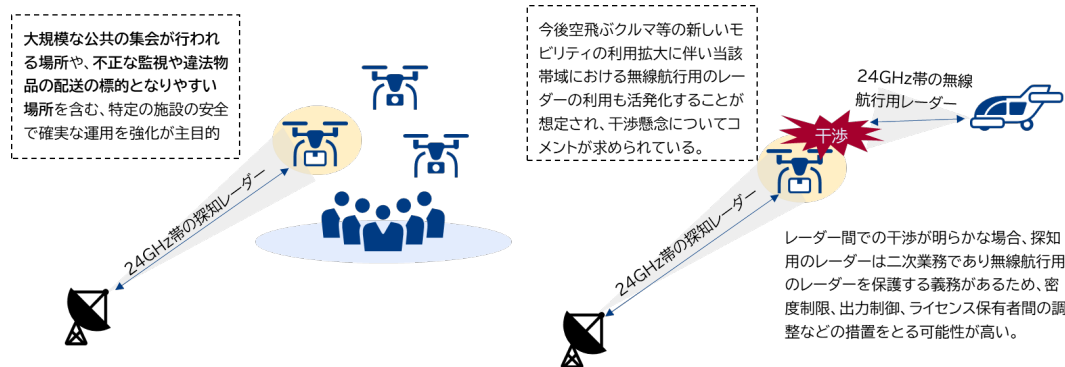 大規模な公共の集会が行われ
る場所や、不正な監視や違法物
品の配送の標的となりやすい
場所を含む、特定の施設の安全
で確実な運用を強化が主目的
24GHz帯の探知レーダー
今後空飛ぶクルマ等の新しいモ
ビリティの利用拡大に伴い当該
帯域における無線航行用のレー
ダーの利用も活発化することが
想定され、干渉懸念についてコ
メントが求められている。
24GHz帯の無線
航行用レーダー
干渉
24GHz帯の探知レーダー
レーダー間での干渉が明らかな場合、探知
用のレーダーは二次業務であり無線航行用
のレーダーを保護する義務があるため、密
度制限、出力制御、ライセンス保有者間の調
整などの措置をとる可能性が高い。